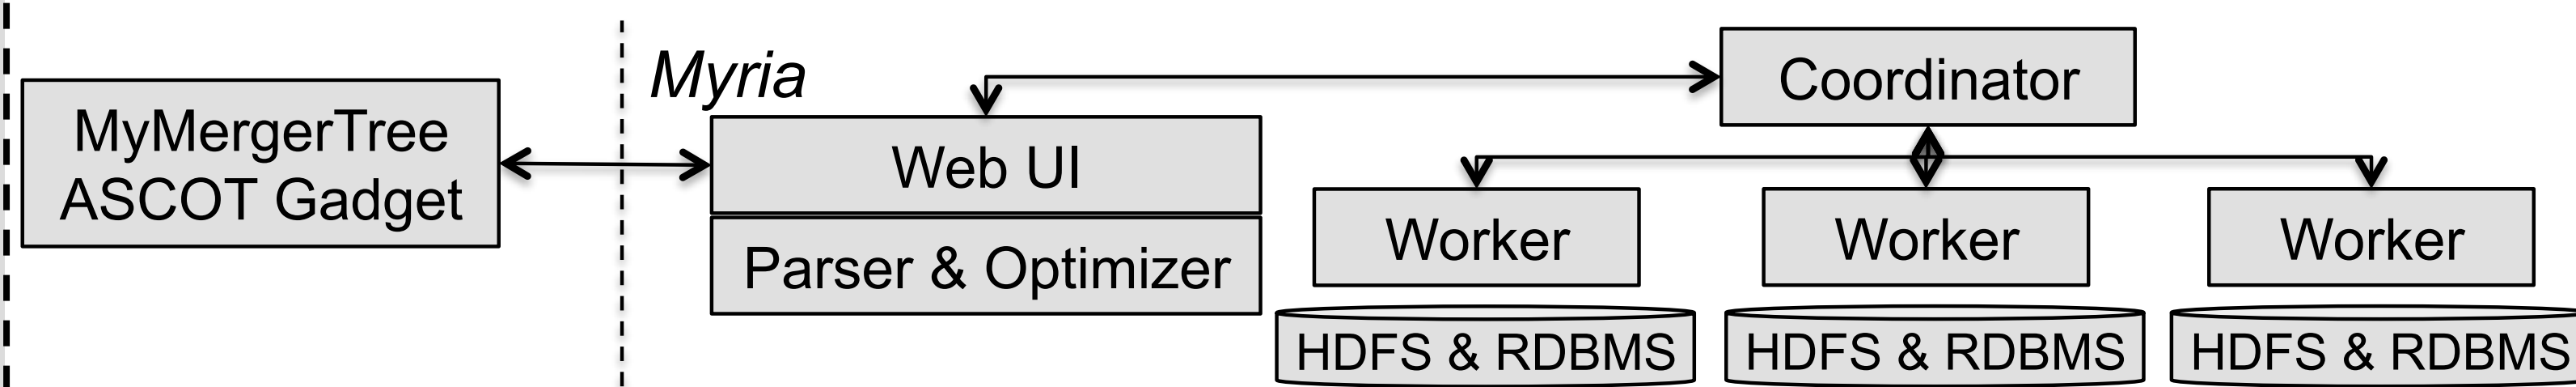 MyMergerTree
ASCOT Gadget
Myria
Web UI
Parser & Optimizer
Coordinator
Worker
Worker
Worker
HDFS & RDBMS
HDFS & RDBMS
HDFS & RDBMS